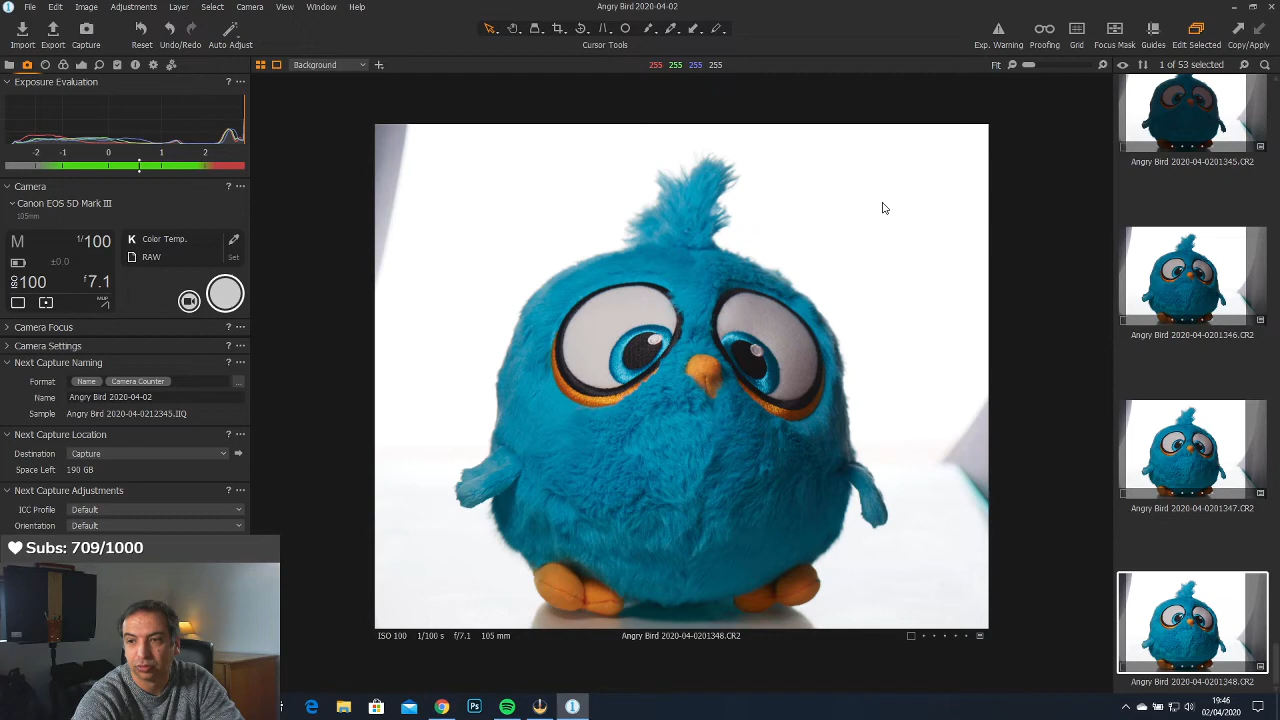 File Edit Image Adjustments Layer Select Camera View Window Help
Angry Bird 2020-04-02
Import Export Capture Reset Undo/Redo Auto Adjust
Cursor Tools
Exp. Warning Proofing Grid Focus Mask Guides Edit Selected Copy/Apply
Background
255 255 255 255
Fit
1 of 53 selected
Exposure Evaluation
-2 -1 0 1 2
Camera
Canon EOS 5D Mark III
105mm
M 1/100
±0.0
ISO 100 f 7.1
K Color Temp.
RAW
Set
MUP
Camera Focus
Camera Settings
Next Capture Naming
Format Name Camera Counter ...
Name Angry Bird 2020-04-02
Sample Angry Bird 2020-04-0212345.IIQ
Next Capture Location
Destination Capture
Space Left 190 GB
Next Capture Adjustments
ICC Profile Default
Orientation Default
Subs: 709/1000
ISO 100 1/100 s f/7.1 105 mm
Angry Bird 2020-04-0201348.CR2
Angry Bird 2020-04-0201345.CR2
Angry Bird 2020-04-0201346.CR2
Angry Bird 2020-04-0201347.CR2
Angry Bird 2020-04-0201348.CR2
Ps
19:46
02/04/2020